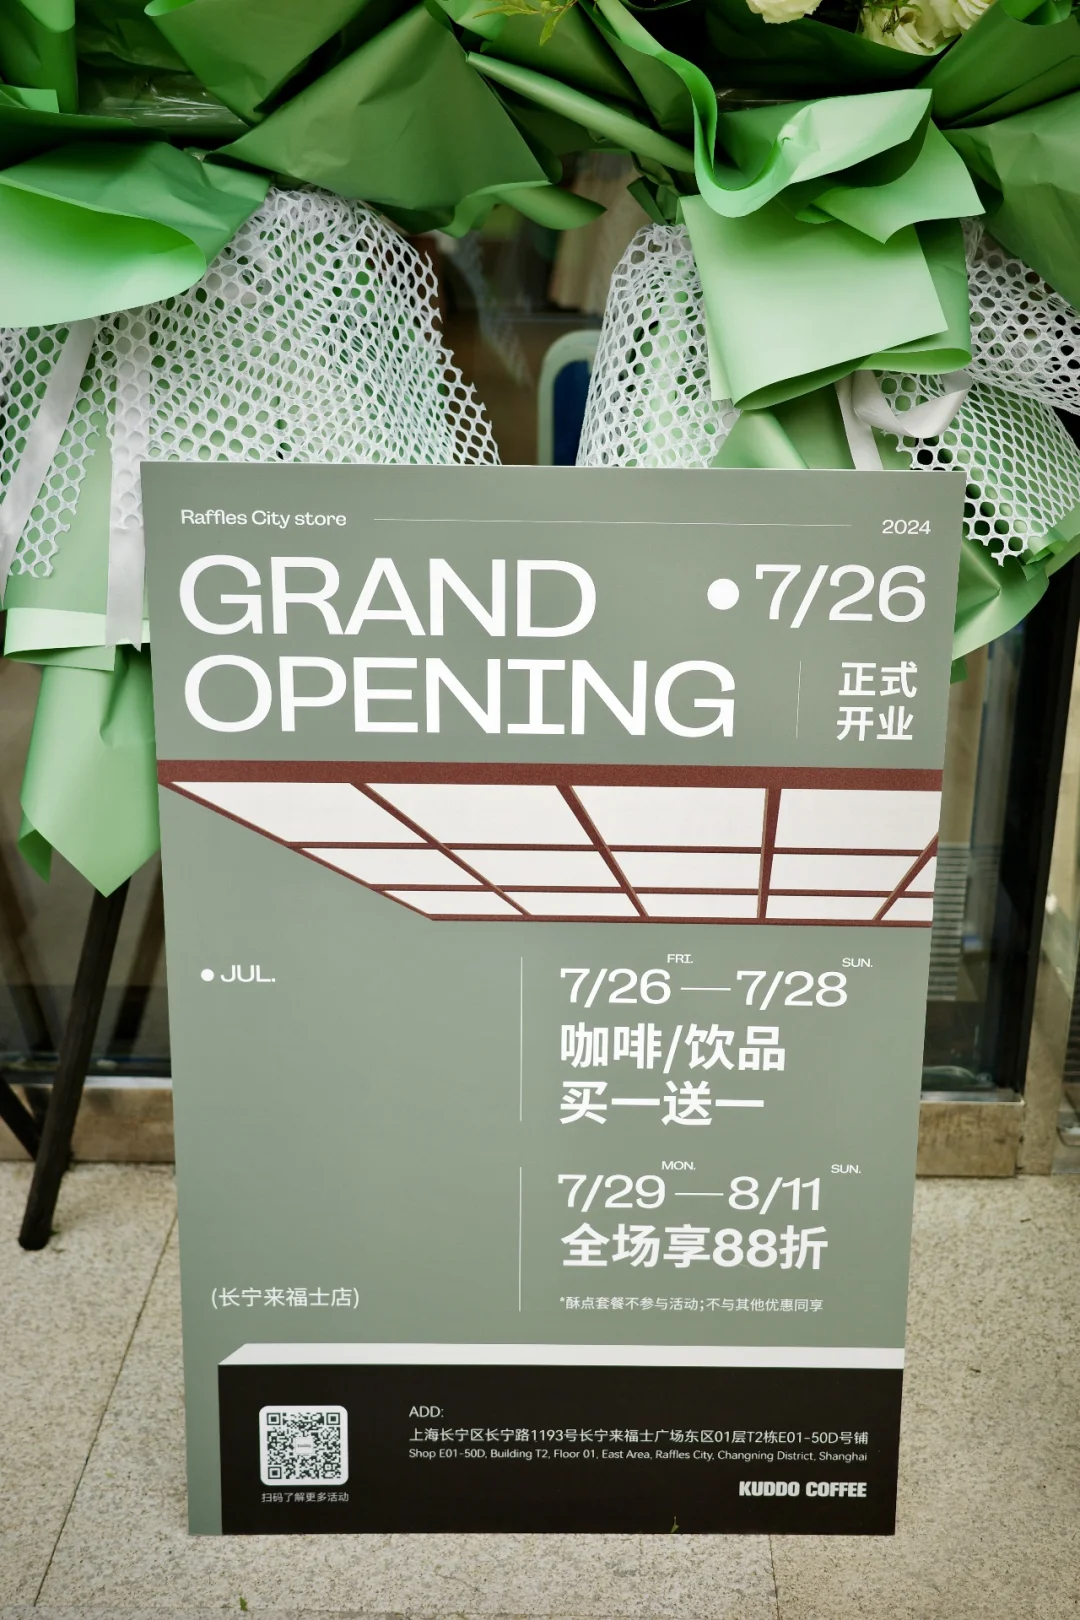 Raffles City store
2024
GRAND
OPENING
7/26
正式
开业
JUL.
FRI.
SUN.
7/26—7/28
咖啡/饮品
买一送一
MON.
SUN.
7/29—8/11
全场享88折
*酥点套餐不参与活动;不与其他优惠同享
(长宁来福士店)
ADD:
上海长宁区长宁路1193号长宁来福士广场东区01层T2栋E01-50D号铺
Shop E01-50D, Building T2, Floor 01, East Area, Raffles City, Changning District, Shanghai
扫码了解更多活动
KUDDO COFFEE